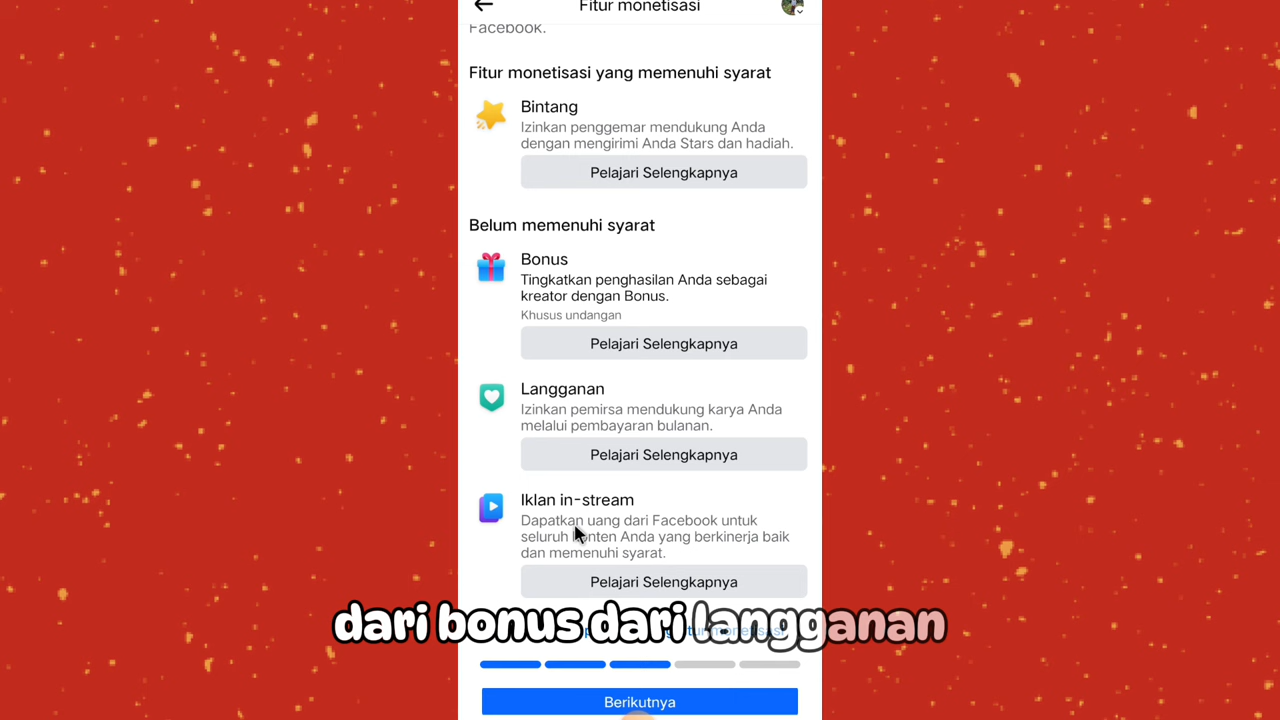 Fitur monetisasi
Facebook.
Fitur monetisasi yang memenuhi syarat
Bintang
Izinkan penggemar mendukung Anda
dengan mengirimi Anda Stars dan hadiah.
Pelajari Selengkapnya
Belum memenuhi syarat
Bonus
Tingkatkan penghasilan Anda sebagai
kreator dengan Bonus.
Khusus undangan
Pelajari Selengkapnya
Langganan
Izinkan pemirsa mendukung karya Anda
melalui pembayaran bulanan.
Pelajari Selengkapnya
Iklan in-stream
Dapatkan uang dari Facebook untuk
seluruh konten Anda yang berkinerja baik
dan memenuhi syarat.
Pelajari Selengkapnya
dari bonus dari langganan
Berikutnya